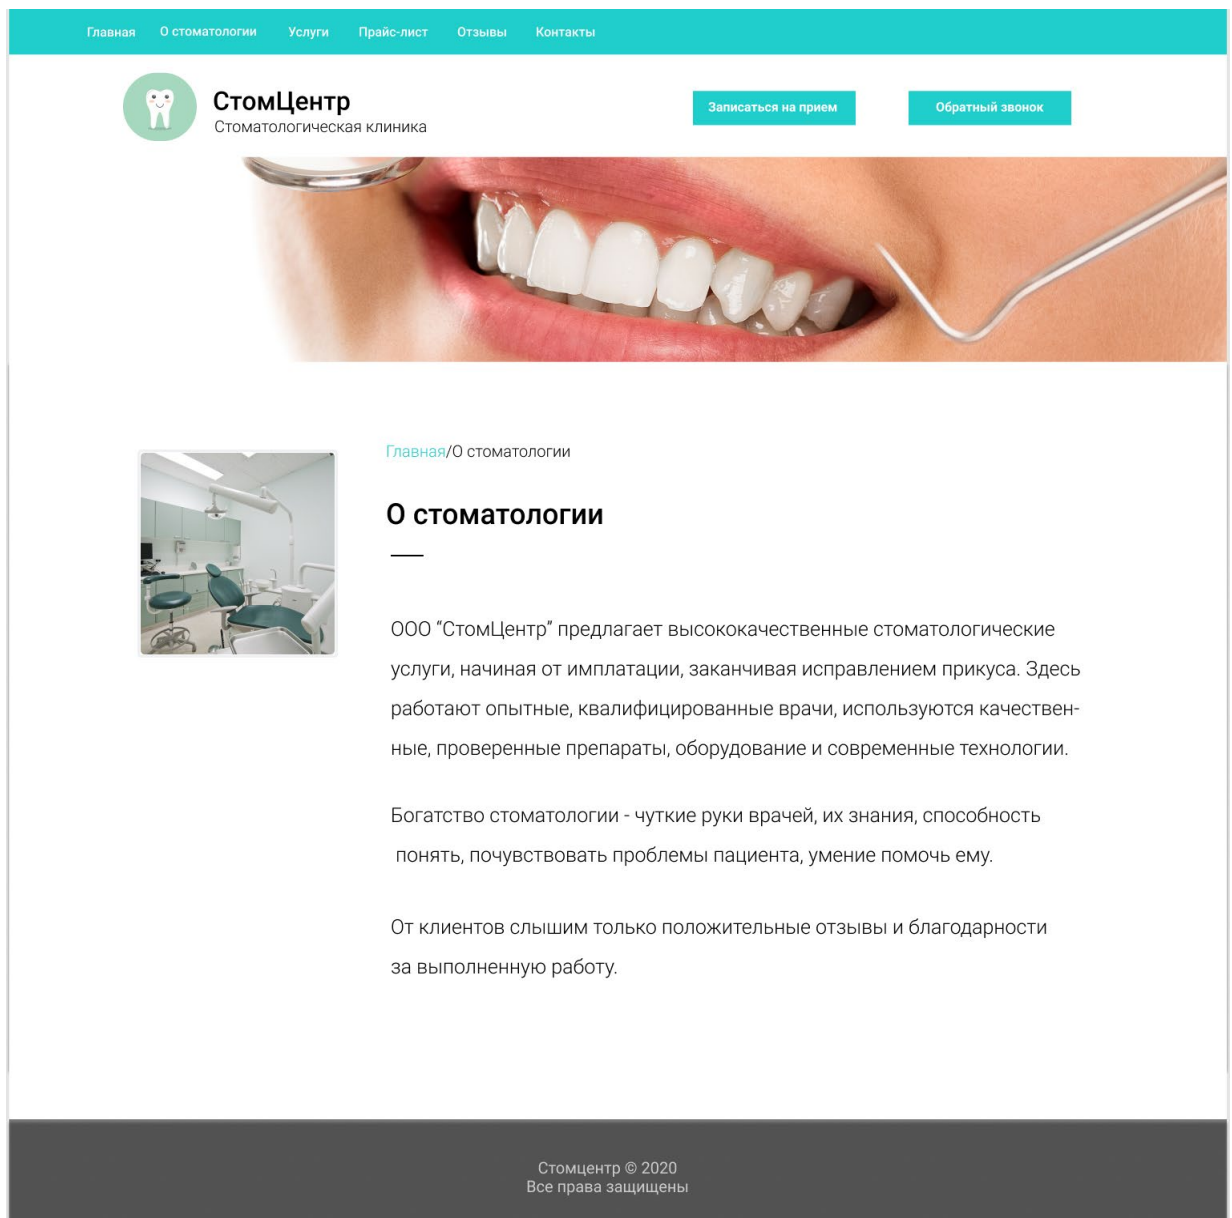 Главная О стоматологии Услуги Прайс-лист Отзывы Контакты
СтомЦентр
Стоматологическая клиника
Записаться на прием Обратный звонок
Главная/О стоматологии
О стоматологии
ООО “СтомЦентр” предлагает высококачественные стоматологические
услуги, начиная от имплатации, заканчивая исправлением прикуса. Здесь
работают опытные, квалифицированные врачи, используются качествен-
ные, проверенные препараты, оборудование и современные технологии.
Богатство стоматологии - чуткие руки врачей, их знания, способность
понять, почувствовать проблемы пациента, умение помочь ему.
От клиентов слышим только положительные отзывы и благодарности
за выполненную работу.
Стомцентр © 2020
Все права защищены